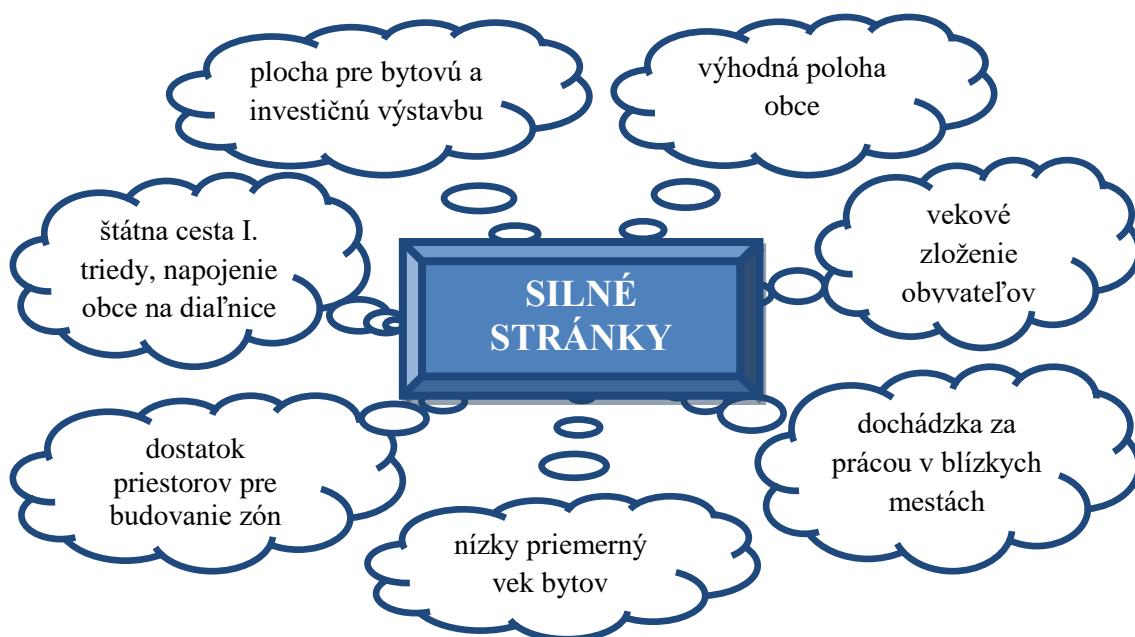 plocha pre bytovú a
investičnú výstavbu
výhodná poloha
obce
štátna cesta I.
triedy, napojenie
obce na diaľnice
vekové
zloženie
obyvateľov
SILNÉ
STRÁNKY
dostatok
priestorov pre
budovanie zón
dochádzka za
prácou v blízkych
mestách
nízky priemerný
vek bytov